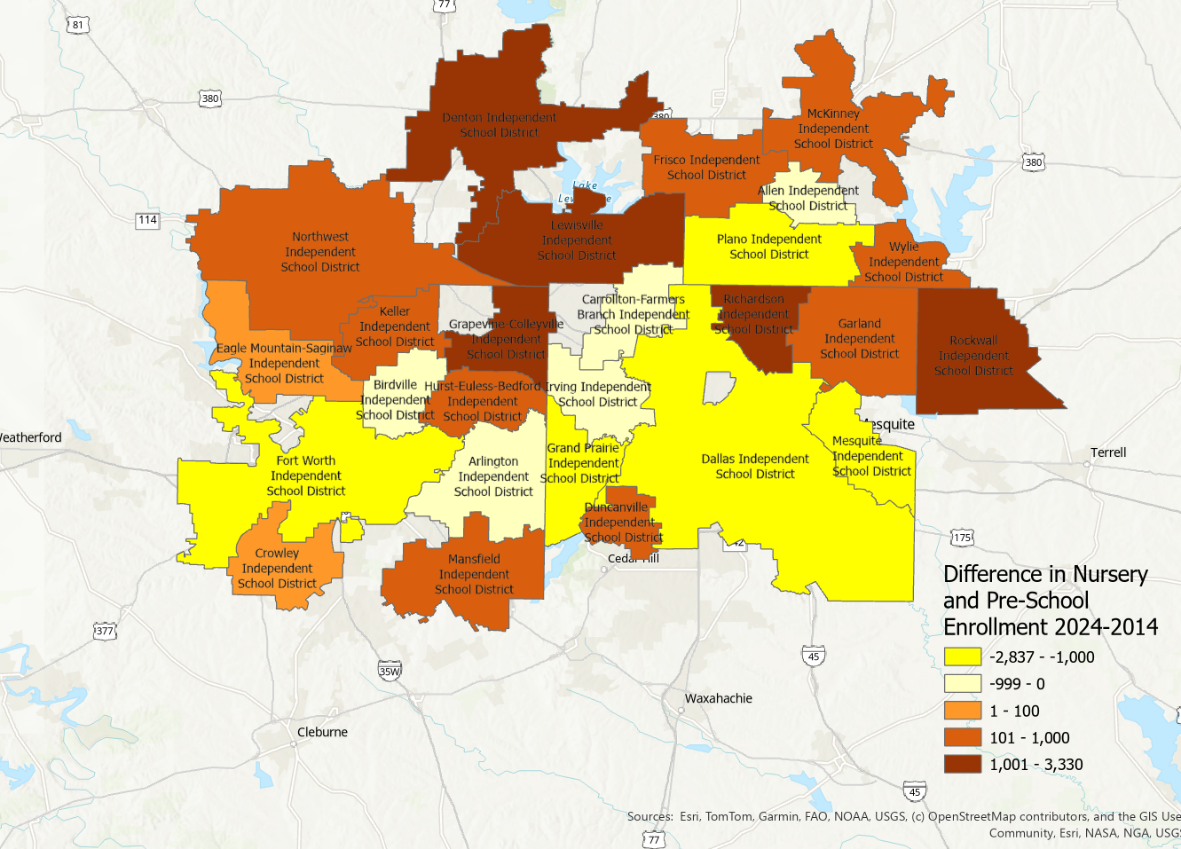 77
81
380
Denton Independent
School District
380
McKinney
Independent
School District
380
Frisco Independent
School District
Lake
Allen Independent
School District
114
Northwest
Independent
School District
Lewisville
Independent
School District
Plano Independent
School District
Wylie
Independent
School District
Carrollton-Farmers
Branch Independent
School District
Richardson
Independent
School District
Keller
Independent
School District
Grapevine-Colleyville
Independent
School District
Garland
Independent
School District
Rockwall
Independent
School District
Eagle Mountain-Saginaw
Independent
School District
Birdville
Independent
School District
Hurst-Euless-Bedford
Independent
School District
Irving Independent
School District
Weatherford
Mesquite
Terrell
Fort Worth
Independent
School District
Arlington
Independent
School District
Grand Prairie
Independent
School District
Dallas Independent
School District
Mesquite
Independent
School District
Duncanville
Independent
School District
Crowley
Independent
School District
Mansfield
Independent
School District
Cedar Hill
42
175
Difference in Nursery
and Pre-School
Enrollment 2024-2014
-2,837 - -1,000
-999 - 0
1 - 100
101 - 1,000
1,001 - 3,330
377
35W
45
Waxahachie
Cleburne
45
77
Sources: Esri, TomTom, Garmin, FAO, NOAA, USGS, (c) OpenStreetMap contributors, and the GIS Use
Community, Esri, NASA, NGA, USG